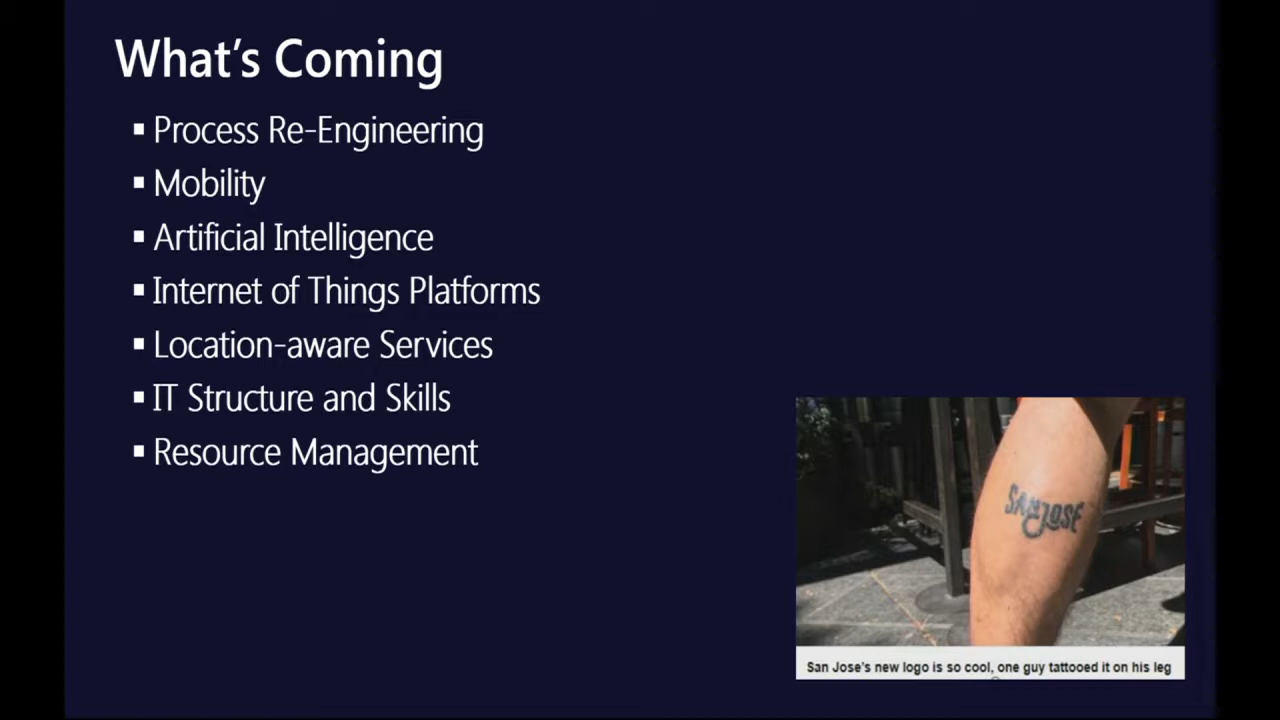 What's Coming
▪ Process Re-Engineering
▪ Mobility
▪ Artificial Intelligence
▪ Internet of Things Platforms
▪ Location-aware Services
▪ IT Structure and Skills
▪ Resource Management
SAN JOSE
San Jose's new logo is so cool, one guy tattooed it on his leg